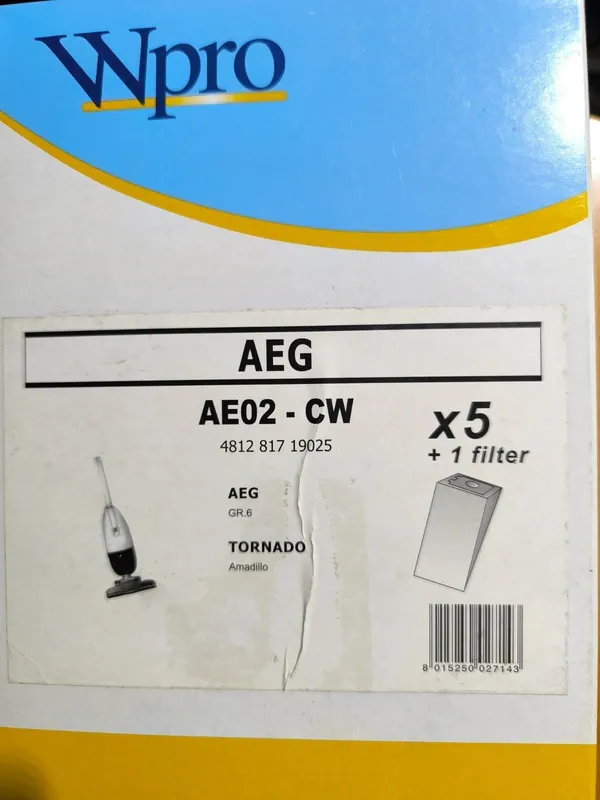 Wpro
AEG
AE02 - CW
4812 817 19025
x5
+ 1 filter
AEG
GR.6
TORNADO
Amadillo
8 015250 027143